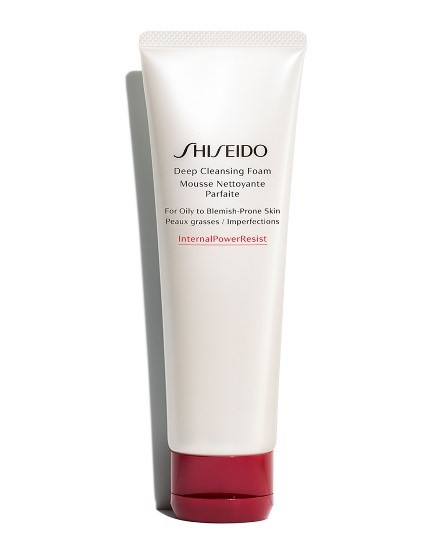 SHISEIDO
Deep Cleansing Foam
Mousse Nettoyante
Parfaite
For Oily to Blemish-Prone Skin
Peaux grasses / Imperfections
InternalPowerResist